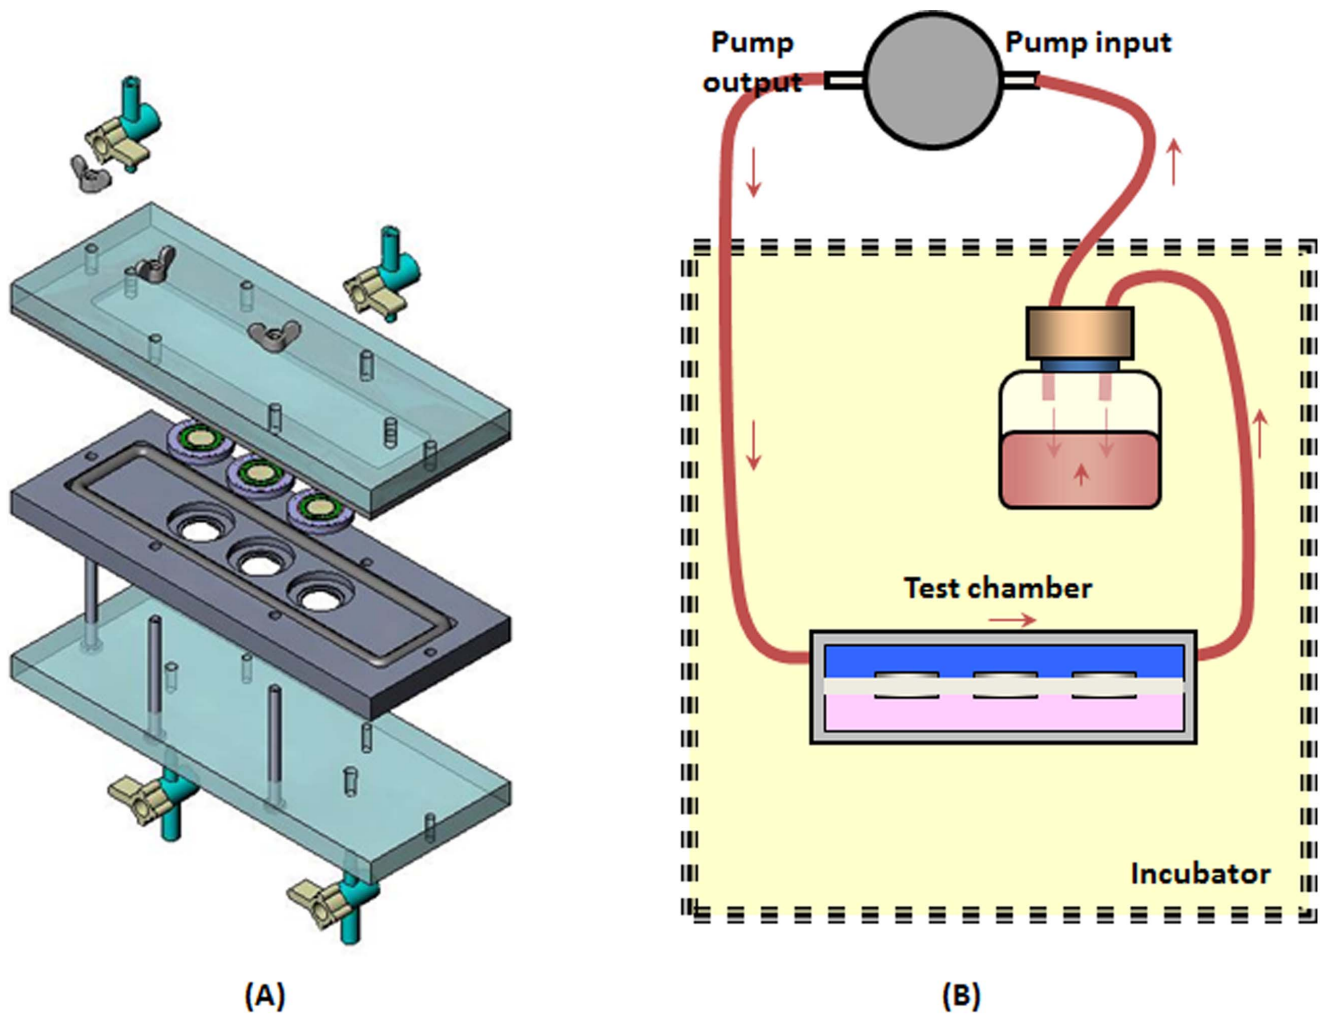 Pump
output
Pump input
Test chamber
Incubator
(A)
(B)